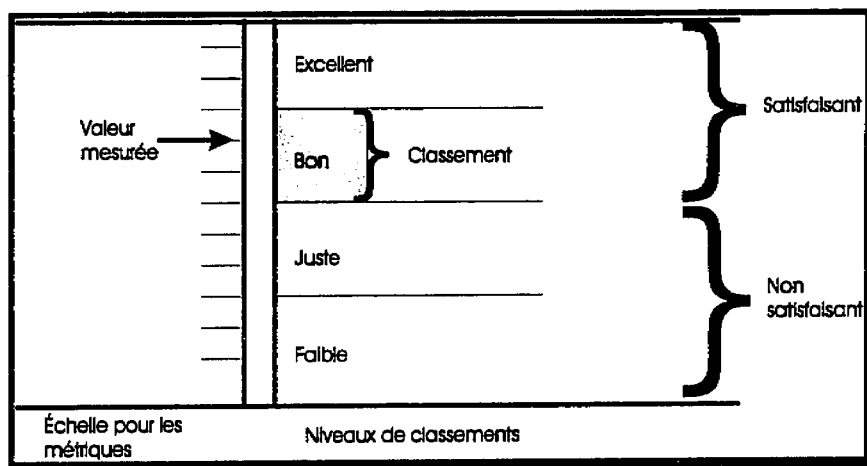 Excellent
Satisfaisant
Valeur
mesurée
Bon
Classement
Juste
Non
satisfaisant
Faible
Échelle pour les
métriques
Niveaux de classements